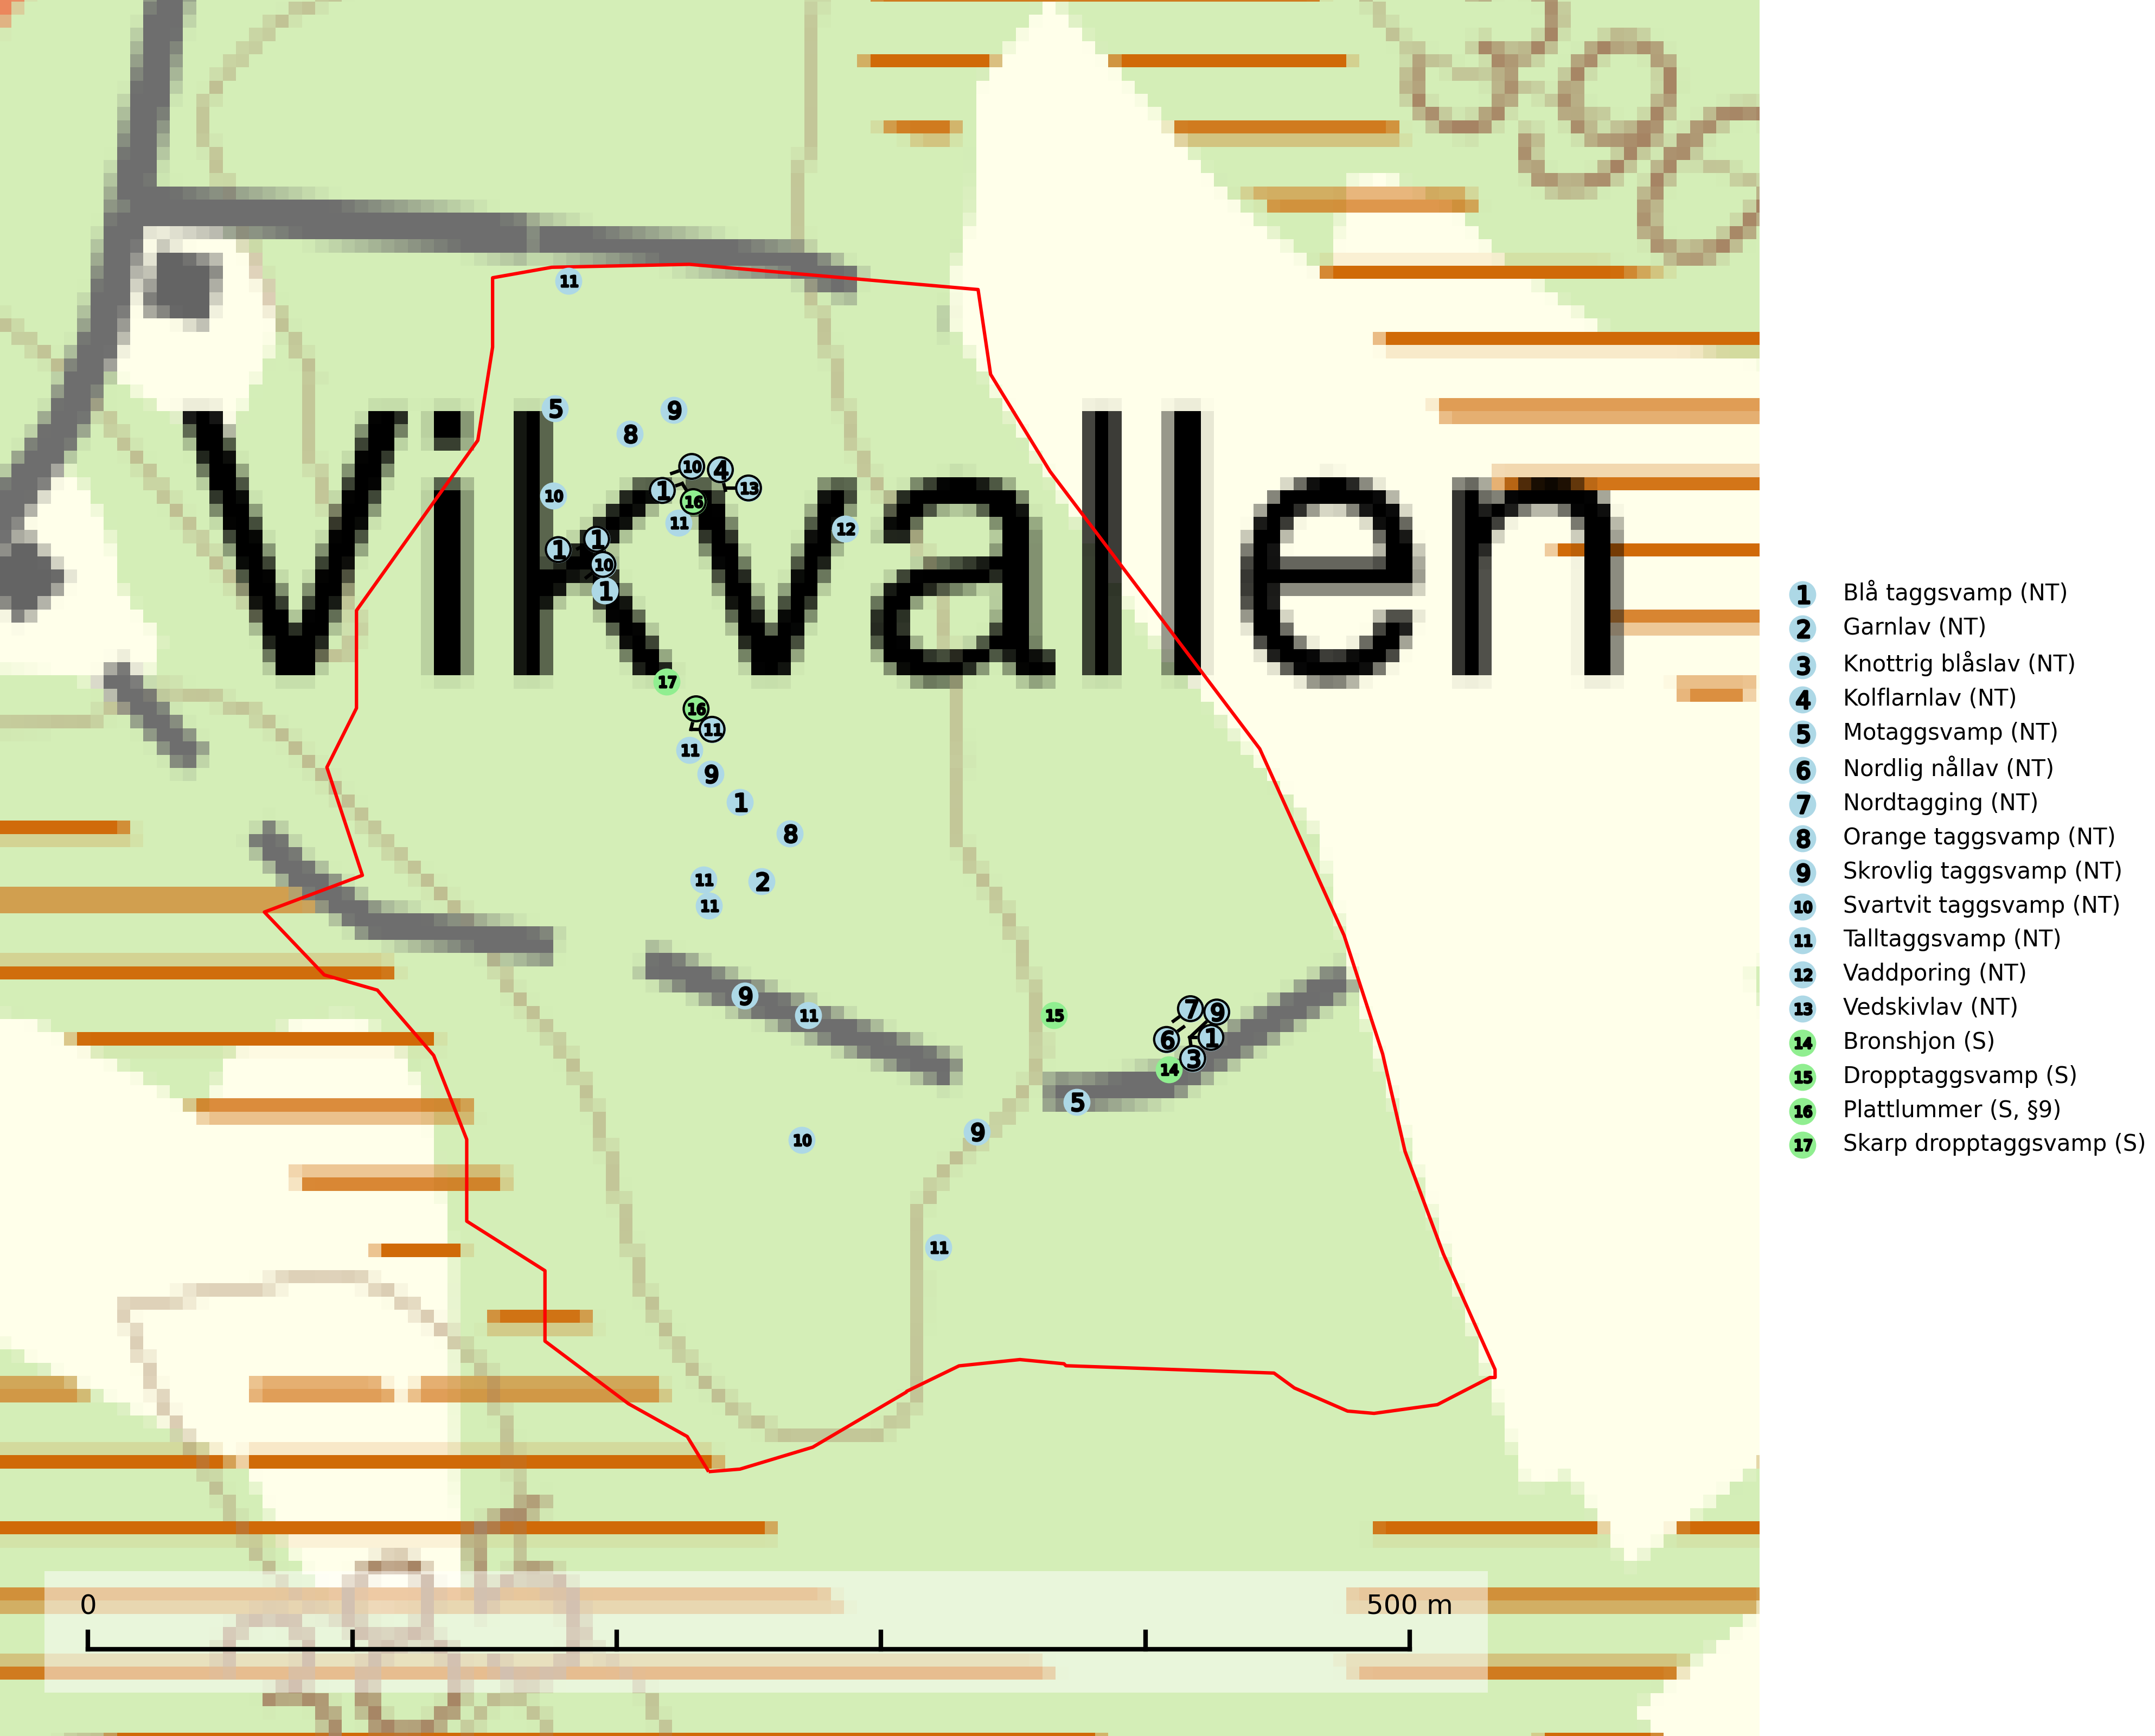 11
5
9
8
10
4
1
13
10
16
11
12
1
1
10
1
Vikvallen
17
16
11
11
9
1
8
11
2
11
9
11
15
7
9
6
1
3
14
5
9
10
11
1 Blå taggsvamp (NT)
2 Garnlav (NT)
3 Knottrig blåslav (NT)
4 Kolflarnlav (NT)
5 Motaggsvamp (NT)
6 Nordlig nållav (NT)
7 Nordtagging (NT)
8 Orange taggsvamp (NT)
9 Skrovlig taggsvamp (NT)
10 Svartvit taggsvamp (NT)
11 Talltaggsvamp (NT)
12 Vaddporing (NT)
13 Vedskivlav (NT)
14 Bronshjon (S)
15 Dropptaggsvamp (S)
16 Plattlummer (S, §9)
17 Skarp dropptaggsvamp (S)
0 500 m